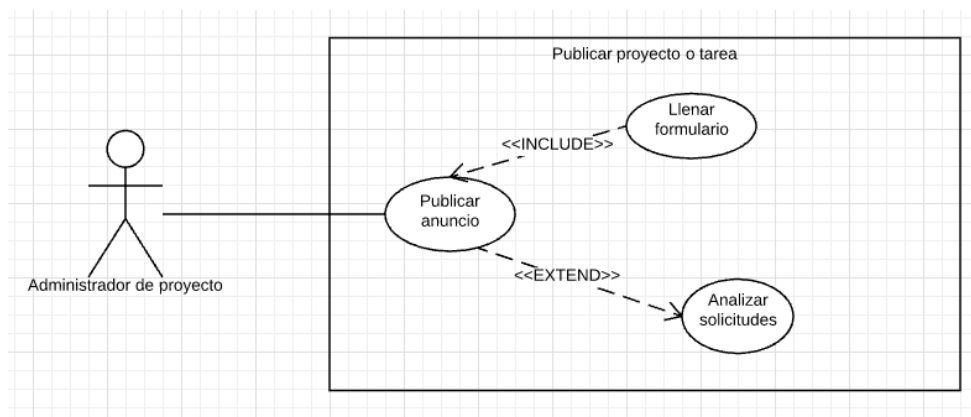 Publicar proyecto o tarea
Llenar
formulario
<<INCLUDE>>
Publicar
anuncio
<<EXTEND>>
Administrador de proyecto
Analizar
solicitudes